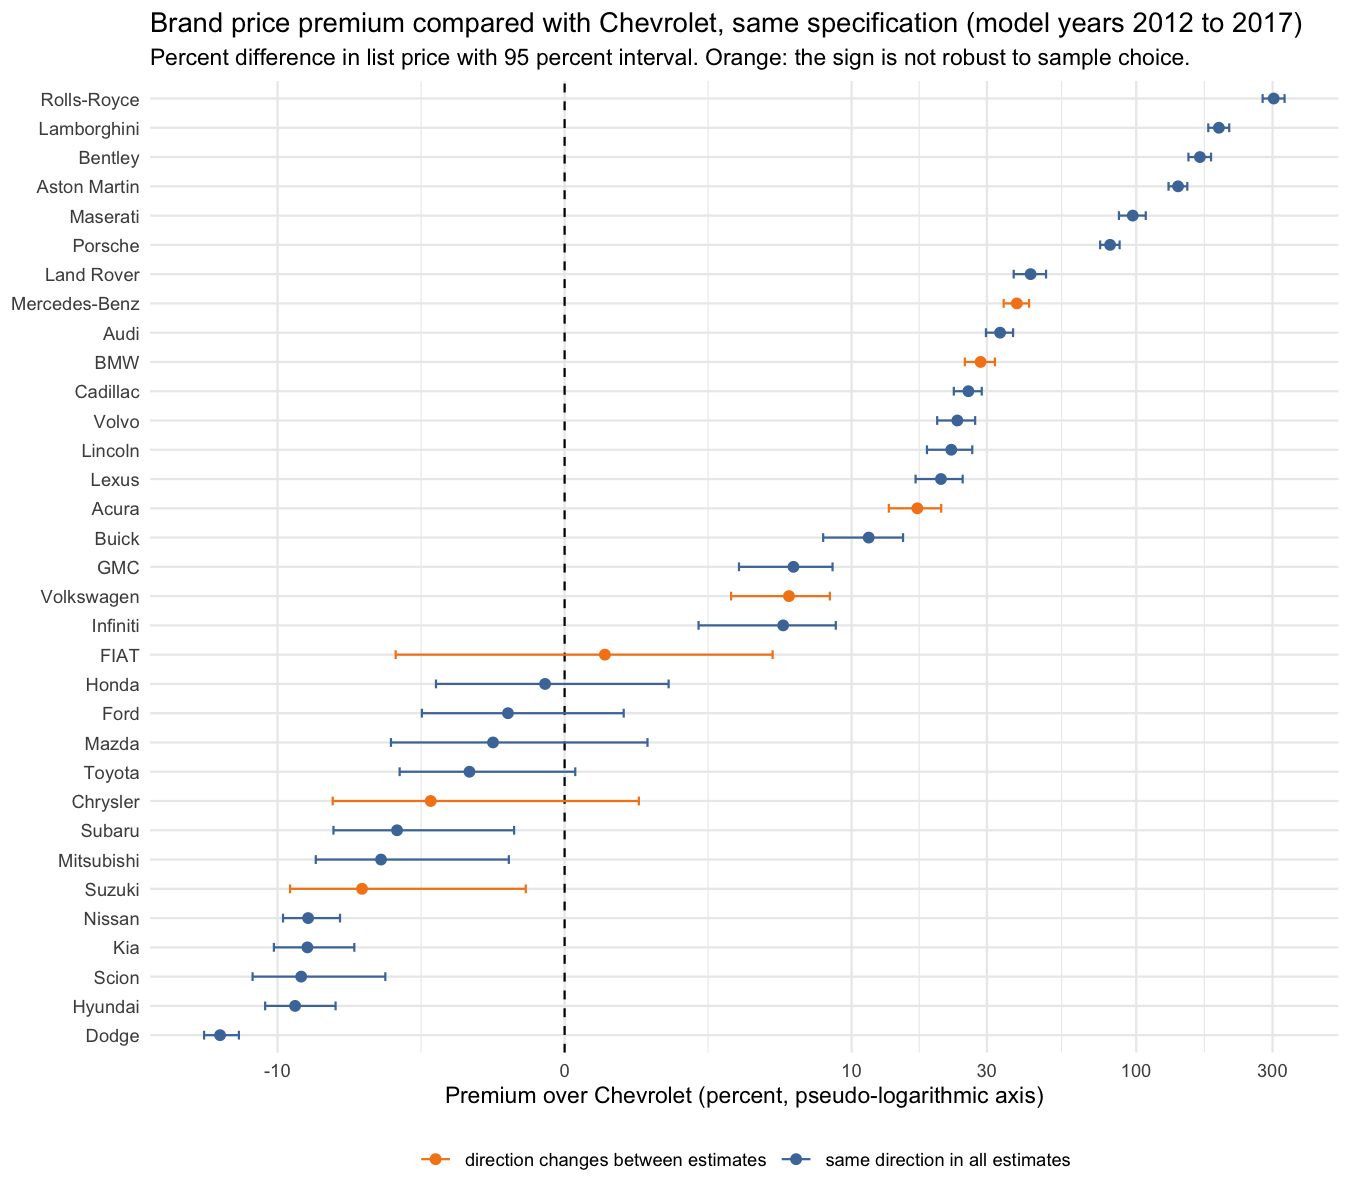 Brand price premium compared with Chevrolet, same specification (model years 2012 to 2017)
Percent difference in list price with 95 percent interval. Orange: the sign is not robust to sample choice.
Rolls-Royce
Lamborghini
Bentley
Aston Martin
Maserati
Porsche
Land Rover
Mercedes-Benz
Audi
BMW
Cadillac
Volvo
Lincoln
Lexus
Acura
Buick
GMC
Volkswagen
Infiniti
FIAT
Honda
Ford
Mazda
Toyota
Chrysler
Subaru
Mitsubishi
Suzuki
Nissan
Kia
Scion
Hyundai
Dodge
-10 0 10 30 100 300
Premium over Chevrolet (percent, pseudo-logarithmic axis)
direction changes between estimates same direction in all estimates